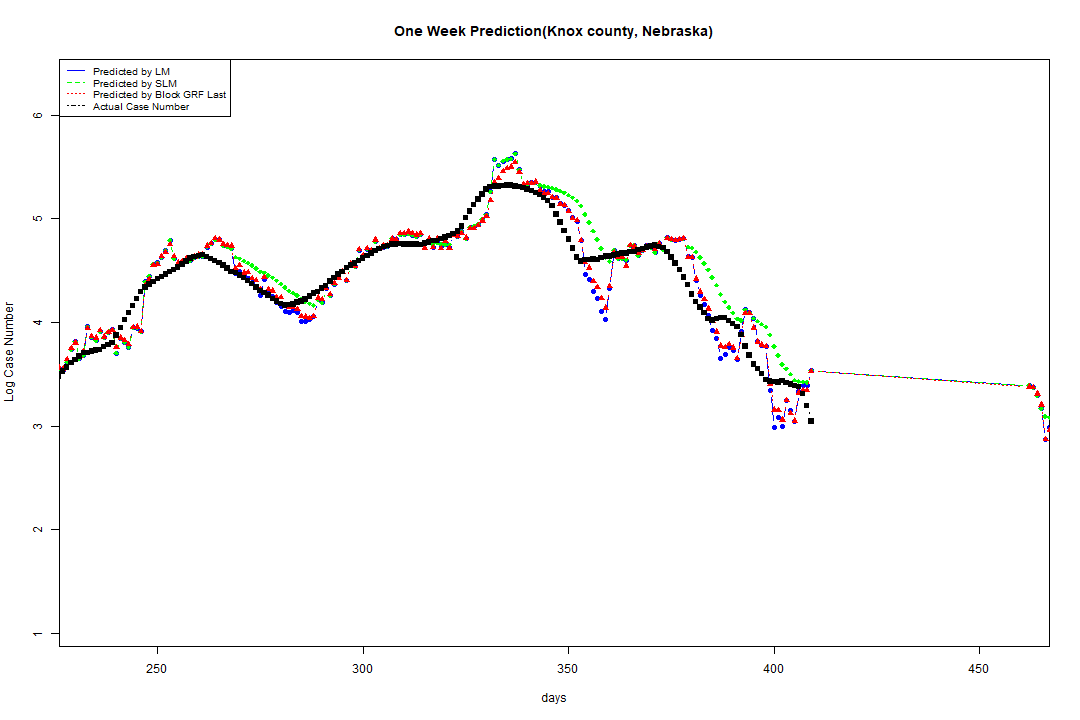 One Week Prediction(Knox county, Nebraska)
Predicted by LM
Predicted by SLM
Predicted by Block GRF Last
Actual Case Number
6
5
4
3
2
1
Log Case Number
250 300 350 400 450
days